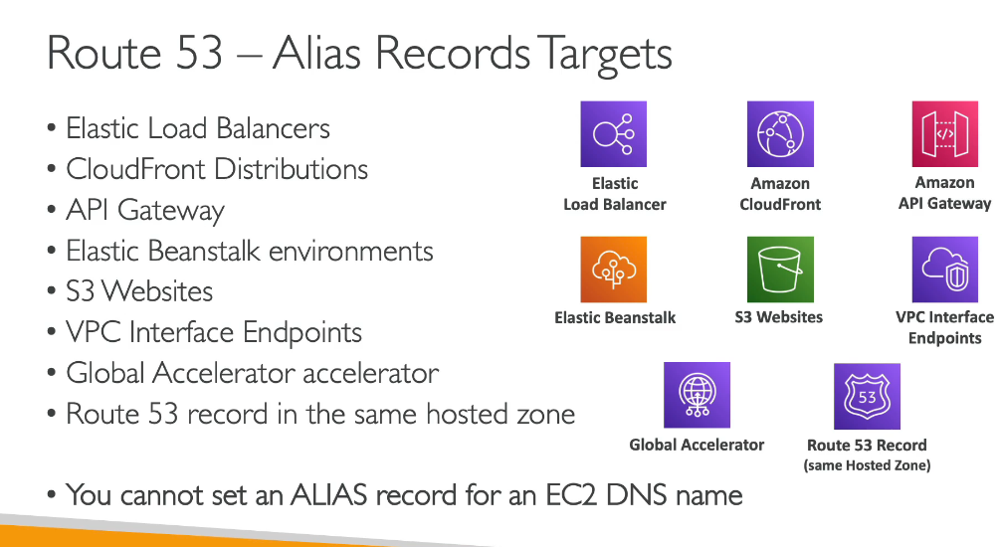 Route 53 – Alias Records Targets
• Elastic Load Balancers
• CloudFront Distributions
• API Gateway
• Elastic Beanstalk environments
• S3 Websites
• VPC Interface Endpoints
• Global Accelerator accelerator
• Route 53 record in the same hosted zone
• You cannot set an ALIAS record for an EC2 DNS name
Elastic
Load Balancer
Amazon
CloudFront
</>
Amazon
API Gateway
Elastic Beanstalk
S3 Websites
VPC Interface
Endpoints
Global Accelerator
53
Route 53 Record
(same Hosted Zone)